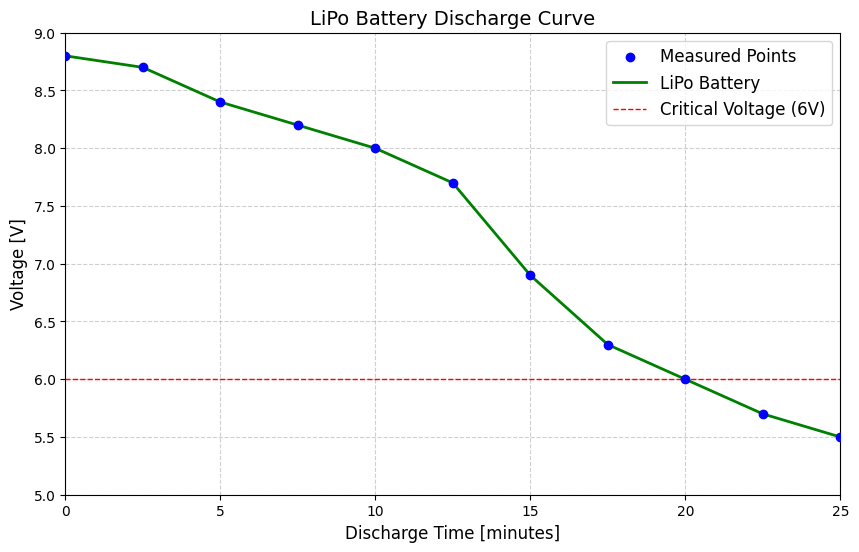 LiPo Battery Discharge Curve
Measured Points
LiPo Battery
Critical Voltage (6V)
Voltage [V]
9.0
8.5
8.0
7.5
7.0
6.5
6.0
5.5
5.0
0 5 10 15 20 25
Discharge Time [minutes]